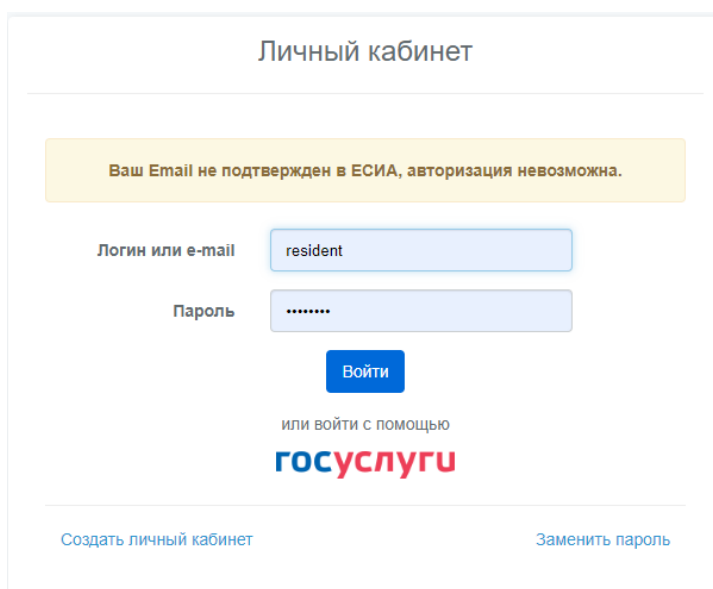 Личный кабинет
Ваш Email не подтвержден в ЕСИА, авторизация невозможна.
Логин или e-mail
resident
Пароль
••••••••
Войти
или войти с помощью
госуслуги
Создать личный кабинет
Заменить пароль